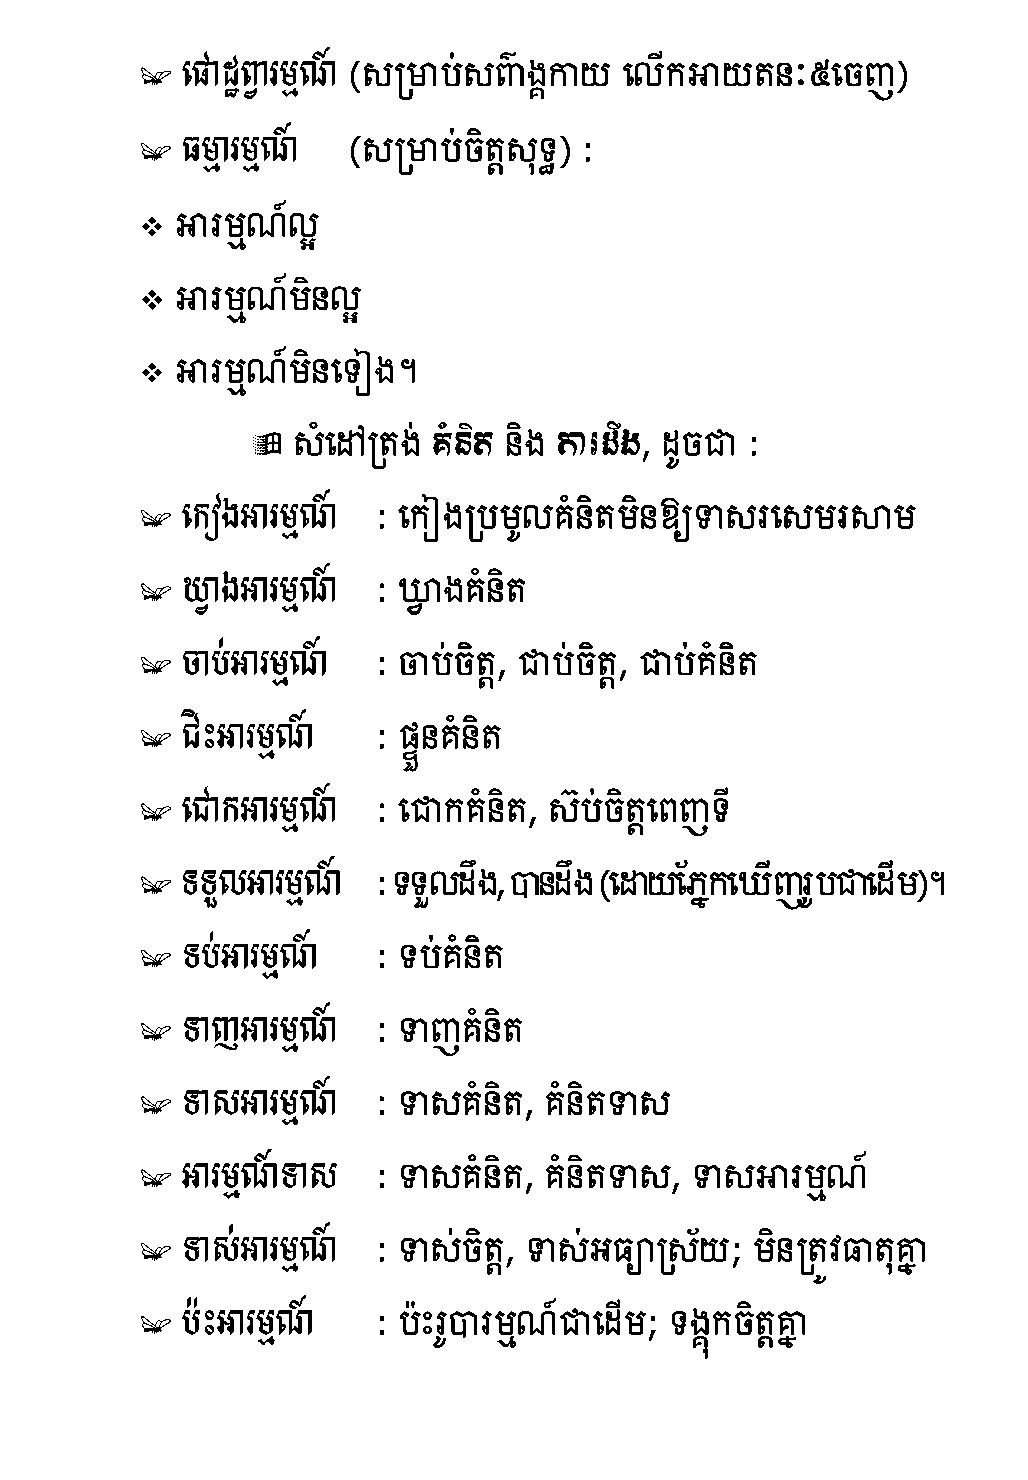 ផោដ្ឋព្វារម្មណ៍ (សម្រាប់សព៌ាង្គកាយ លើកអាយតនៈ៥ចេញ)
ធម្មារម្មណ៍ (សម្រាប់ចិត្តសុទ្ធ) :
❖ អារម្មណ៍ល្អ
❖ អារម្មណ៍មិនល្អ
❖ អារម្មណ៍មិនទៀង។
សំដៅត្រង់ គំនិត និង ការដឹង, ដូចជា :
កៀងអារម្មណ៍ : កៀងប្រមូលគំនិតមិនឱ្យទាសរសេមរសាម
ឃ្វាងអារម្មណ៍ : ឃ្វាងគំនិត
ចាប់អារម្មណ៍ : ចាប់ចិត្ត, ជាប់ចិត្ត, ជាប់គំនិត
ជិះអារម្មណ៍ : ផ្ទួនគំនិត
ជោកអារម្មណ៍ : ជោកគំនិត, ស៊ប់ចិត្តពេញទី
ទទួលអារម្មណ៍ : ទទួលដឹង, បានដឹង (ដោយភ្នែកឃើញរូបជាដើម)។
ទប់អារម្មណ៍ : ទប់គំនិត
ទាញអារម្មណ៍ : ទាញគំនិត
ទាសអារម្មណ៍ : ទាសគំនិត, គំនិតទាស
អារម្មណ៍ទាស : ទាសគំនិត, គំនិតទាស, ទាសអារម្មណ៍
ទាស់អារម្មណ៍ : ទាស់ចិត្ត, ទាស់អធ្យាស្រ័យ; មិនត្រូវធាតុគ្នា
ប៉ះអារម្មណ៍ : ប៉ះរូបារម្មណ៍ជាដើម; ទង្គុកចិត្តគ្នា